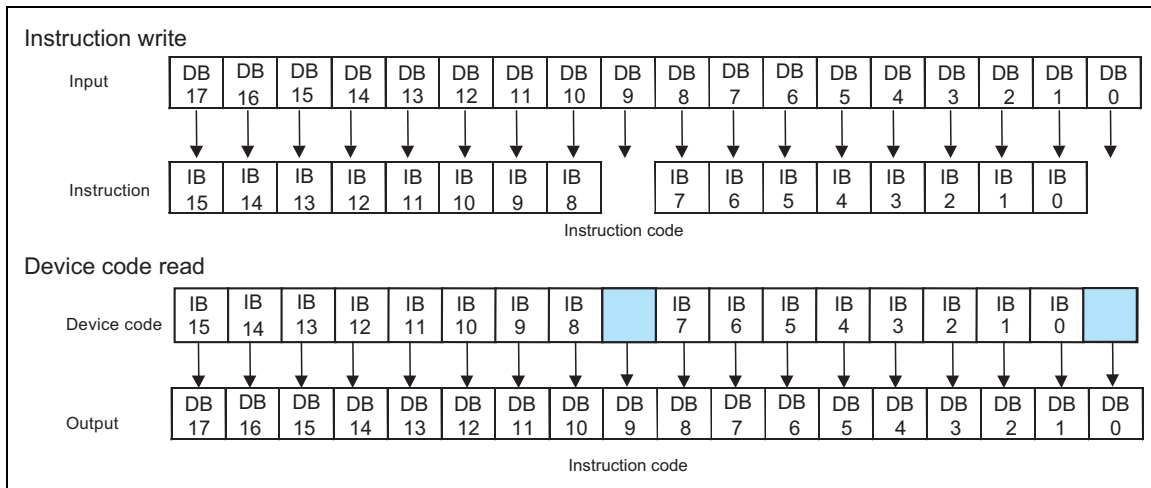 Instruction write
Input DB DB DB DB DB DB DB DB DB DB DB DB DB DB DB DB DB DB
17 16 15 14 13 12 11 10 9 8 7 6 5 4 3 2 1 0
Instruction IB IB IB IB IB IB IB IB IB IB IB IB IB IB IB IB
15 14 13 12 11 10 9 8 7 6 5 4 3 2 1 0
Instruction code
Device code read
Device code IB IB IB IB IB IB IB IB IB IB IB IB IB IB IB IB
15 14 13 12 11 10 9 8 7 6 5 4 3 2 1 0
Output DB DB DB DB DB DB DB DB DB DB DB DB DB DB DB DB DB DB
17 16 15 14 13 12 11 10 9 8 7 6 5 4 3 2 1 0
Instruction code